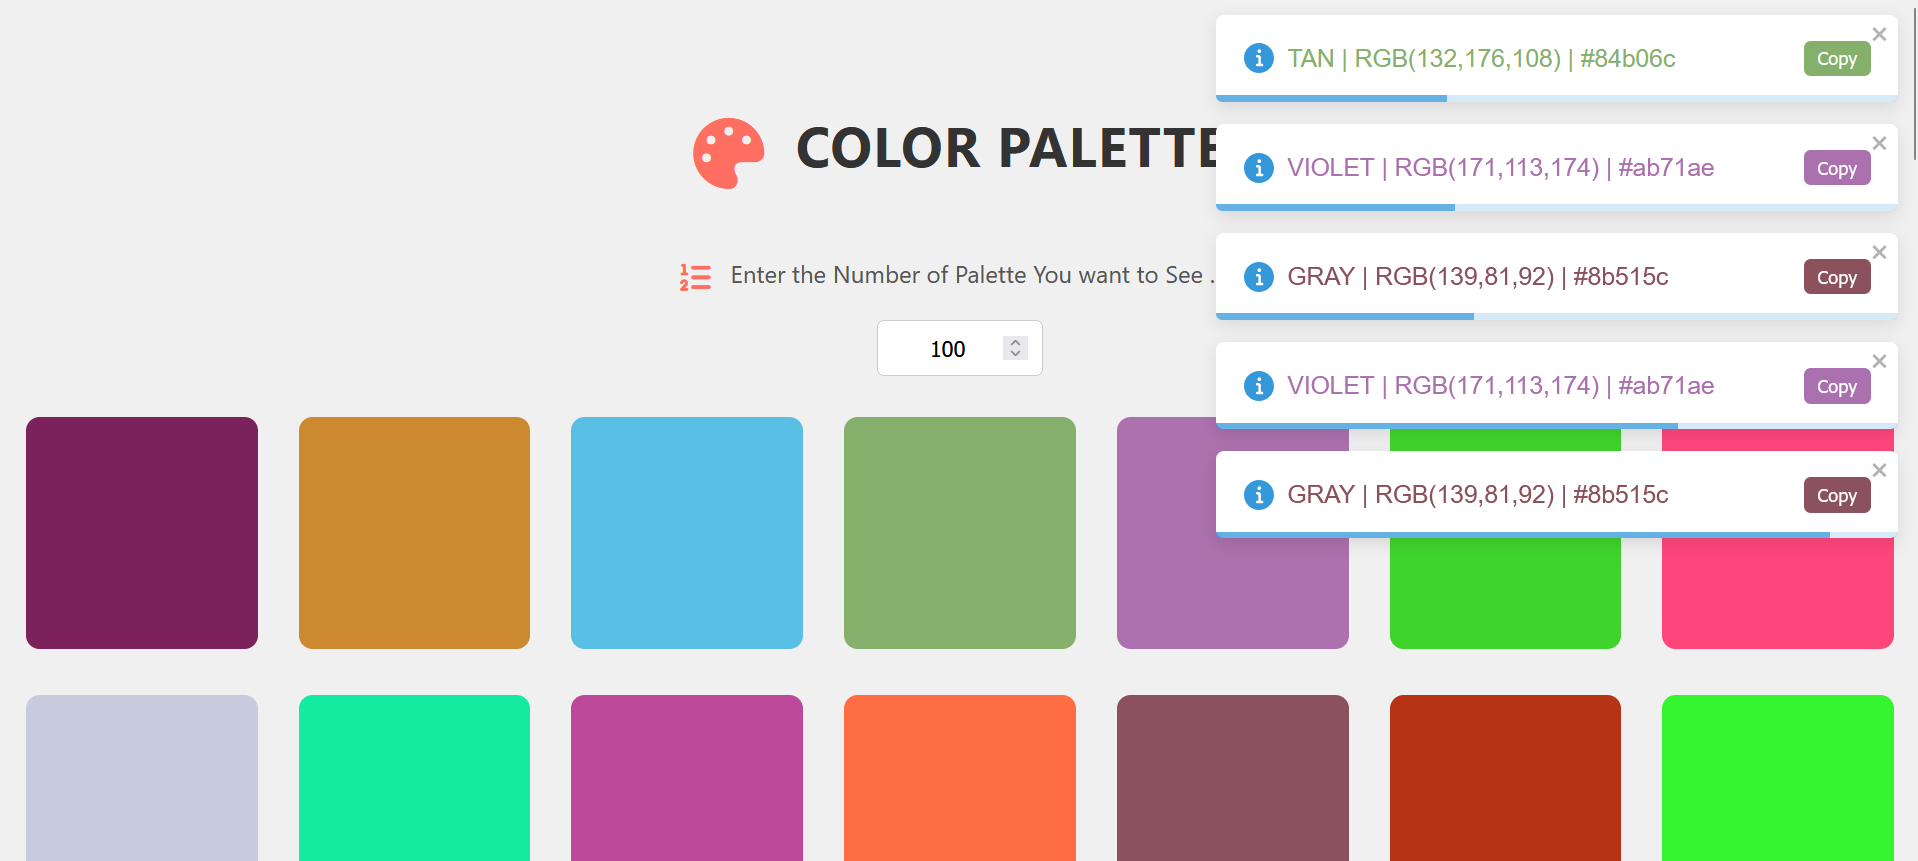 COLOR PALETTE
Enter the Number of Palette You want to See .
100
TAN | RGB(132,176,108) | #84b06c
Copy
VIOLET | RGB(171,113,174) | #ab71ae
Copy
GRAY | RGB(139,81,92) | #8b515c
Copy
VIOLET | RGB(171,113,174) | #ab71ae
Copy
GRAY | RGB(139,81,92) | #8b515c
Copy